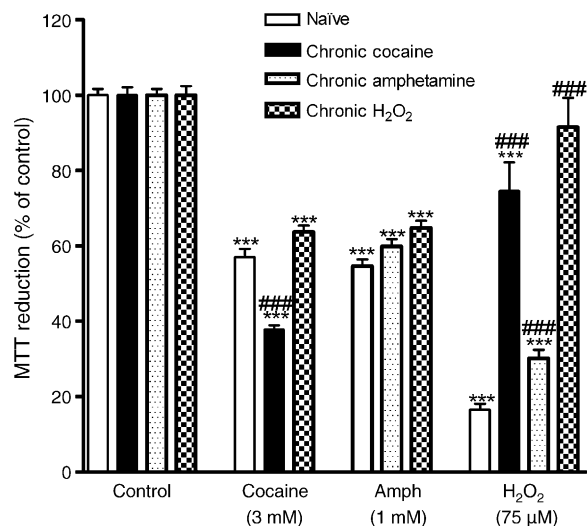 120
100
80
60
40
20
0
MTT reduction (% of control)
Naïve
Chronic cocaine
Chronic amphetamine
Chronic H₂O₂
***
###
***
***
***
***
***
***
###
***
###
***
###
Control
Cocaine
(3 mM)
Amph
(1 mM)
H₂O₂
(75 µM)